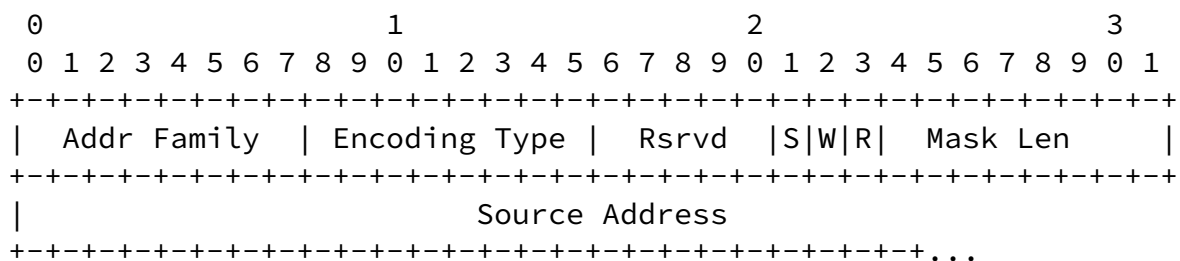 0                   1                   2                   3
 0 1 2 3 4 5 6 7 8 9 0 1 2 3 4 5 6 7 8 9 0 1 2 3 4 5 6 7 8 9 0 1
+-+-+-+-+-+-+-+-+-+-+-+-+-+-+-+-+-+-+-+-+-+-+-+-+-+-+-+-+-+-+-+-+
|  Addr Family  | Encoding Type |  Rsrvd  |S|W|R|  Mask Len     |
+-+-+-+-+-+-+-+-+-+-+-+-+-+-+-+-+-+-+-+-+-+-+-+-+-+-+-+-+-+-+-+-+
|                         Source Address
+-+-+-+-+-+-+-+-+-+-+-+-+-+-+-+-+-+-+-+-+-+-+-+-+-+...